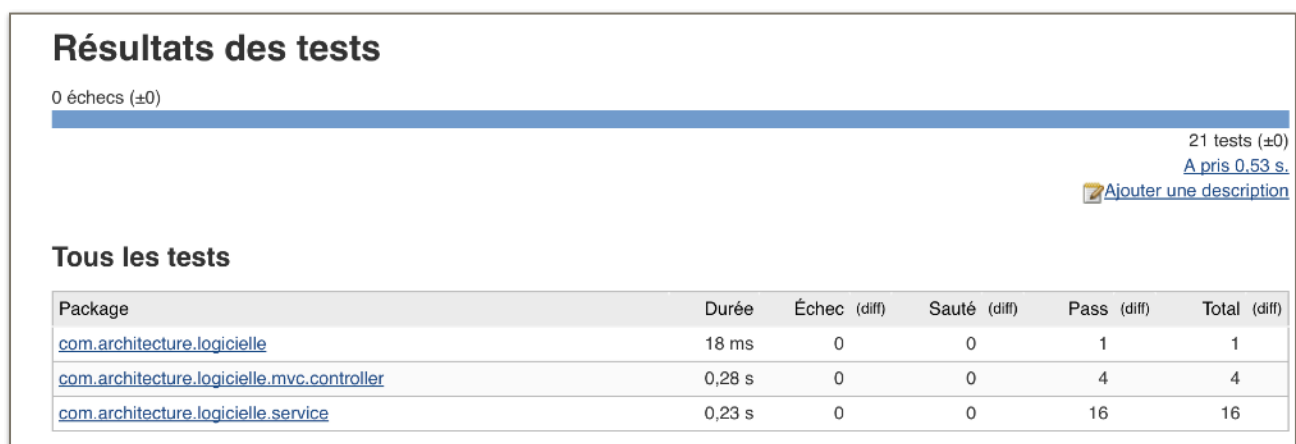 Résultats des tests
0 échecs (±0)
21 tests (±0)
A pris 0,53 s.
Ajouter une description
Tous les tests
Package Durée Échec (diff) Sauté (diff) Pass (diff) Total (diff)
com.architecture.logicielle 18 ms 0 0 1 1
com.architecture.logicielle.mvc.controller 0,28 s 0 0 4 4
com.architecture.logicielle.service 0,23 s 0 0 16 16